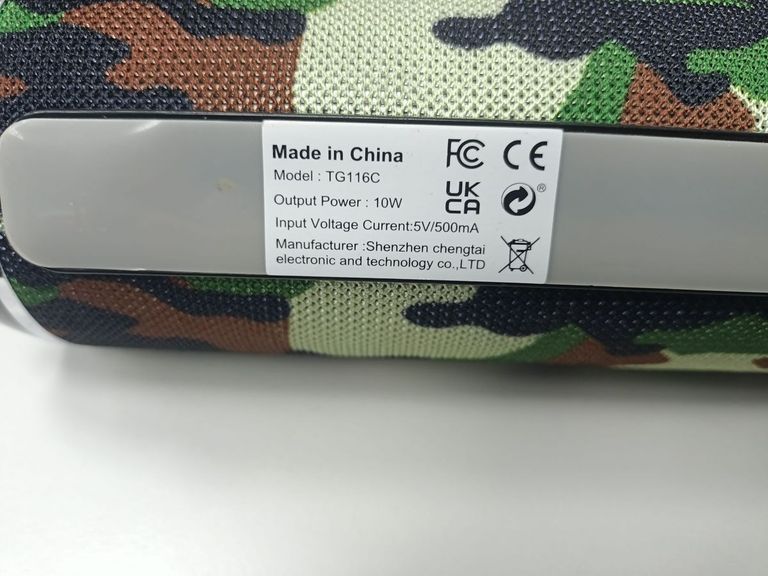 Made in China
Model : TG116C
Output Power : 10W
Input Voltage Current:5V/500mA
Manufacturer :Shenzhen chengtai
electronic and technology co.,LTD
FC CE
UK
CA
®